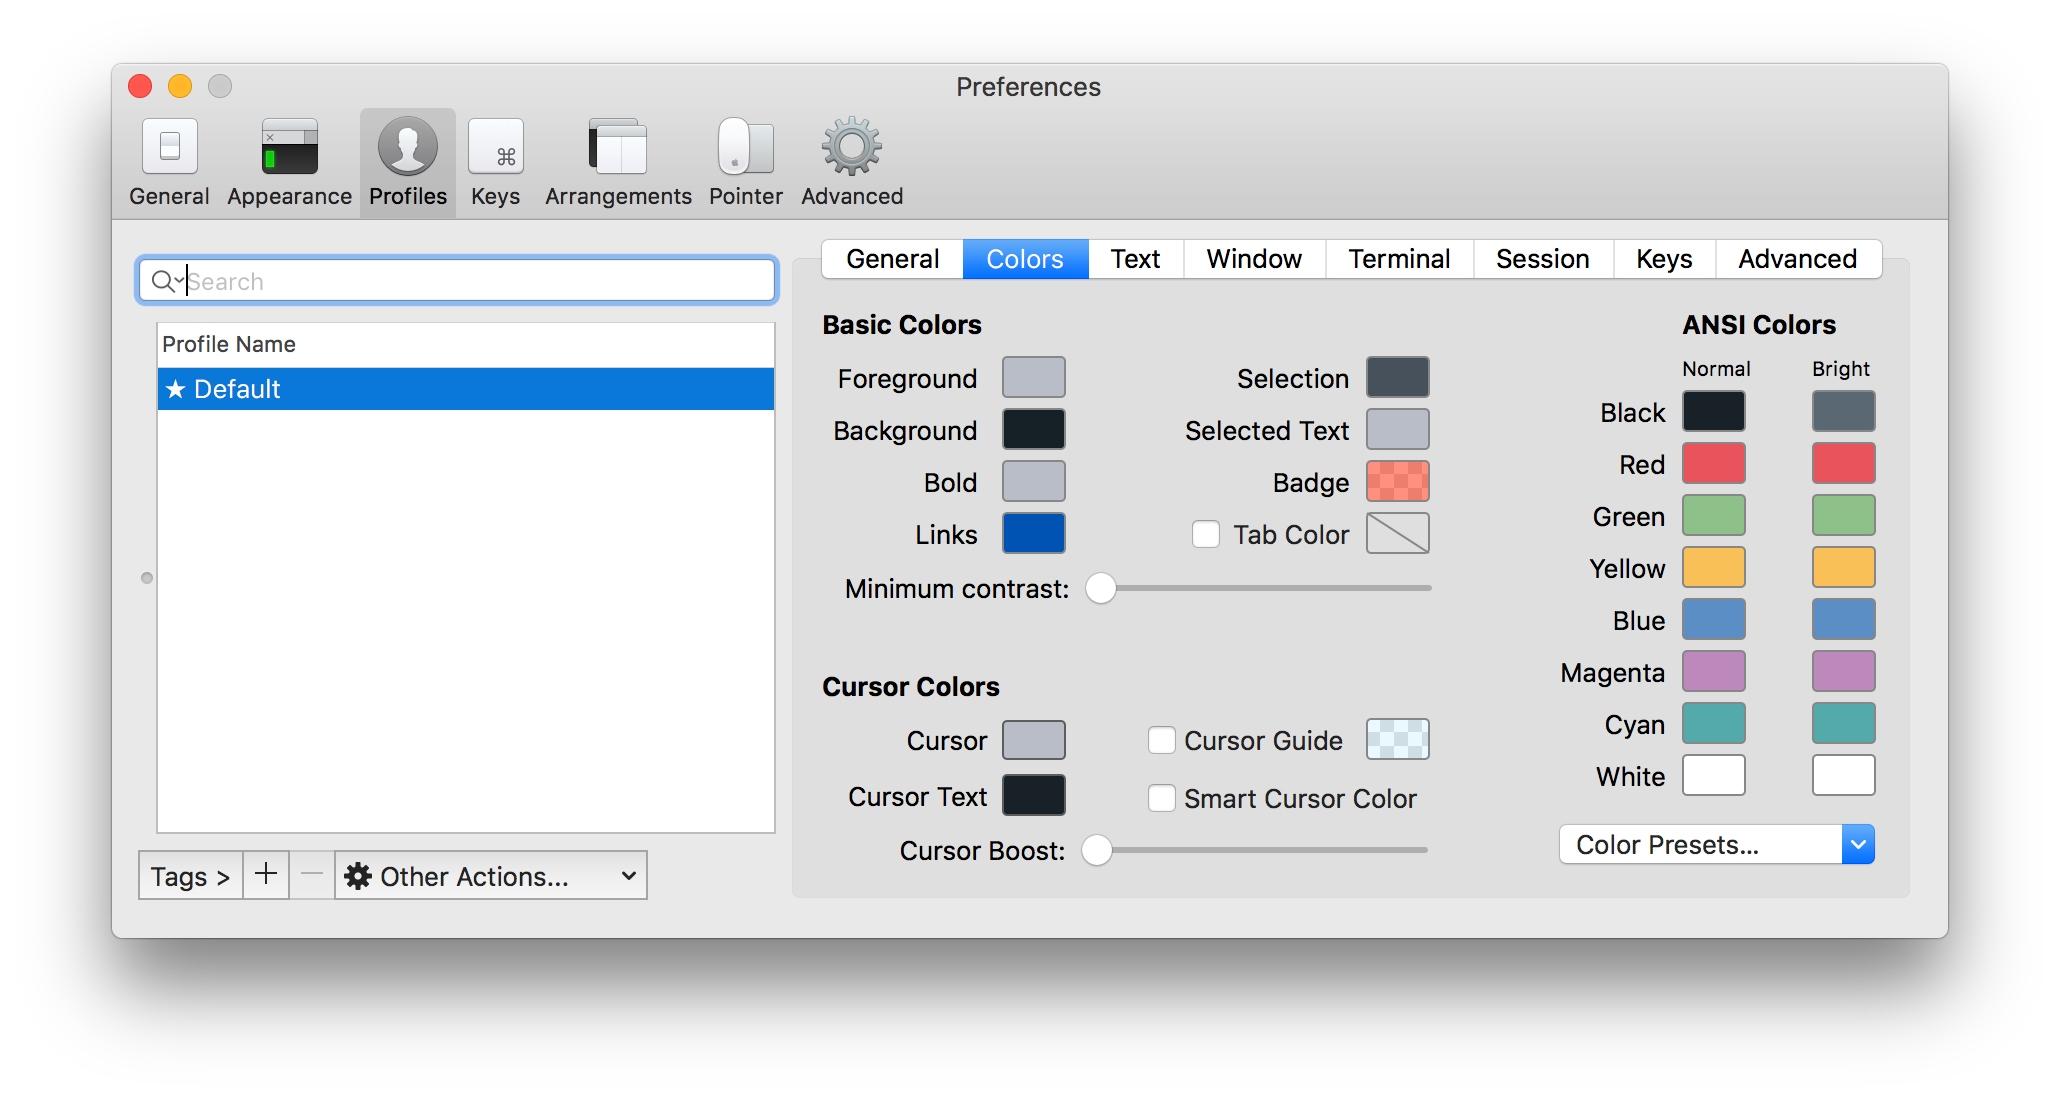 Preferences
General Appearance Profiles Keys Arrangements Pointer Advanced
Search
Profile Name
★ Default
Tags > + − Other Actions...
General Colors Text Window Terminal Session Keys Advanced
Basic Colors
Foreground Selection
Background Selected Text
Bold Badge
Links Tab Color
Minimum contrast:
Cursor Colors
Cursor Cursor Guide
Cursor Text Smart Cursor Color
Cursor Boost:
ANSI Colors
Normal Bright
Black
Red
Green
Yellow
Blue
Magenta
Cyan
White
Color Presets...